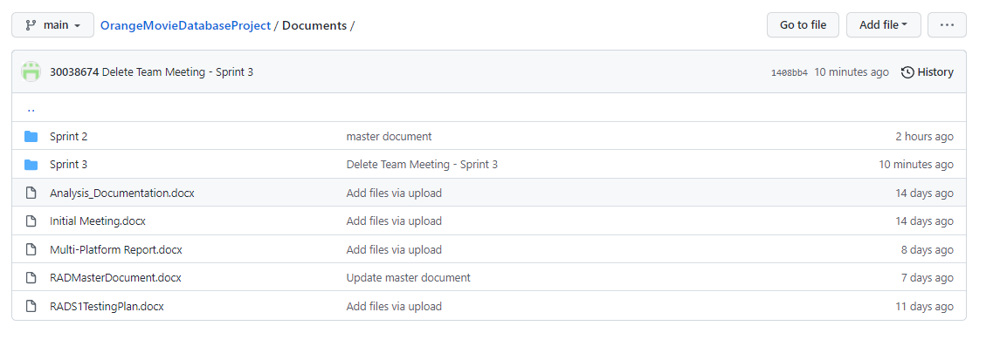 main OrangeMovieDatabaseProject / Documents / Go to file Add file ...
30038674 Delete Team Meeting - Sprint 3 1408bb4 10 minutes ago History
..
Sprint 2 master document 2 hours ago
Sprint 3 Delete Team Meeting - Sprint 3 10 minutes ago
Analysis_Documentation.docx Add files via upload 14 days ago
Initial Meeting.docx Add files via upload 14 days ago
Multi-Platform Report.docx Add files via upload 8 days ago
RADMasterDocument.docx Update master document 7 days ago
RADS1TestingPlan.docx Add files via upload 11 days ago